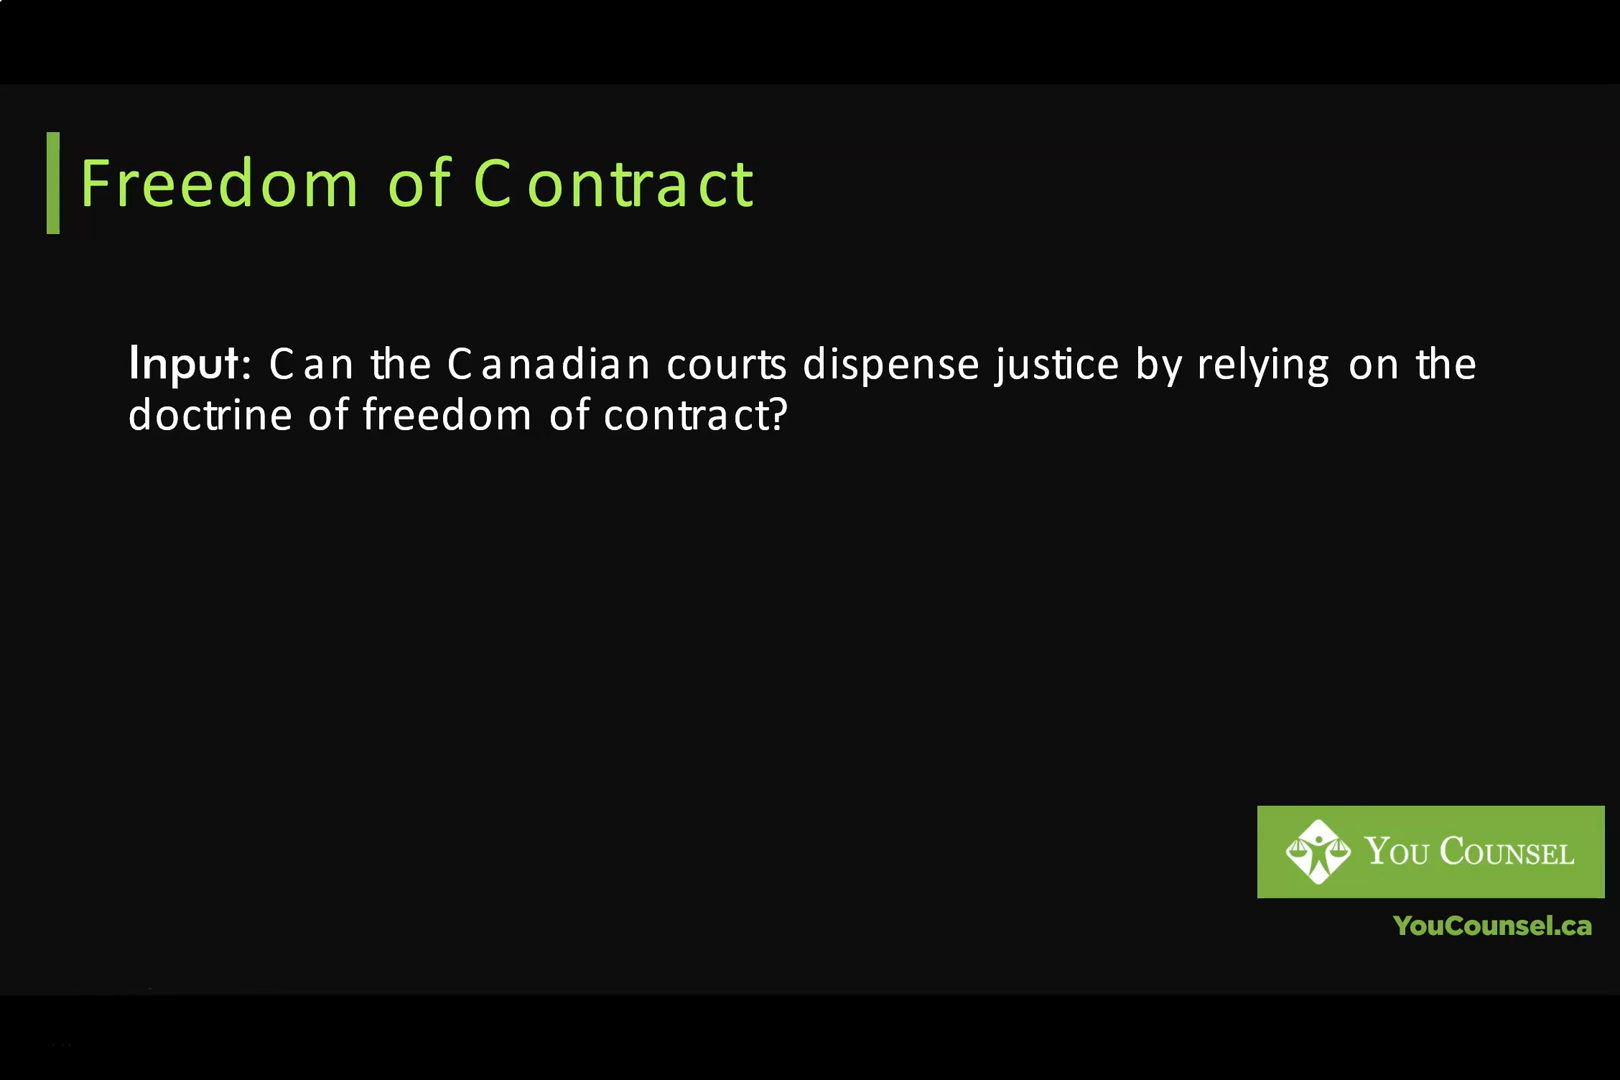 Freedom of Contract
Input: Can the Canadian courts dispense justice by relying on the
doctrine of freedom of contract?
YOU COUNSEL
YouCounsel.ca